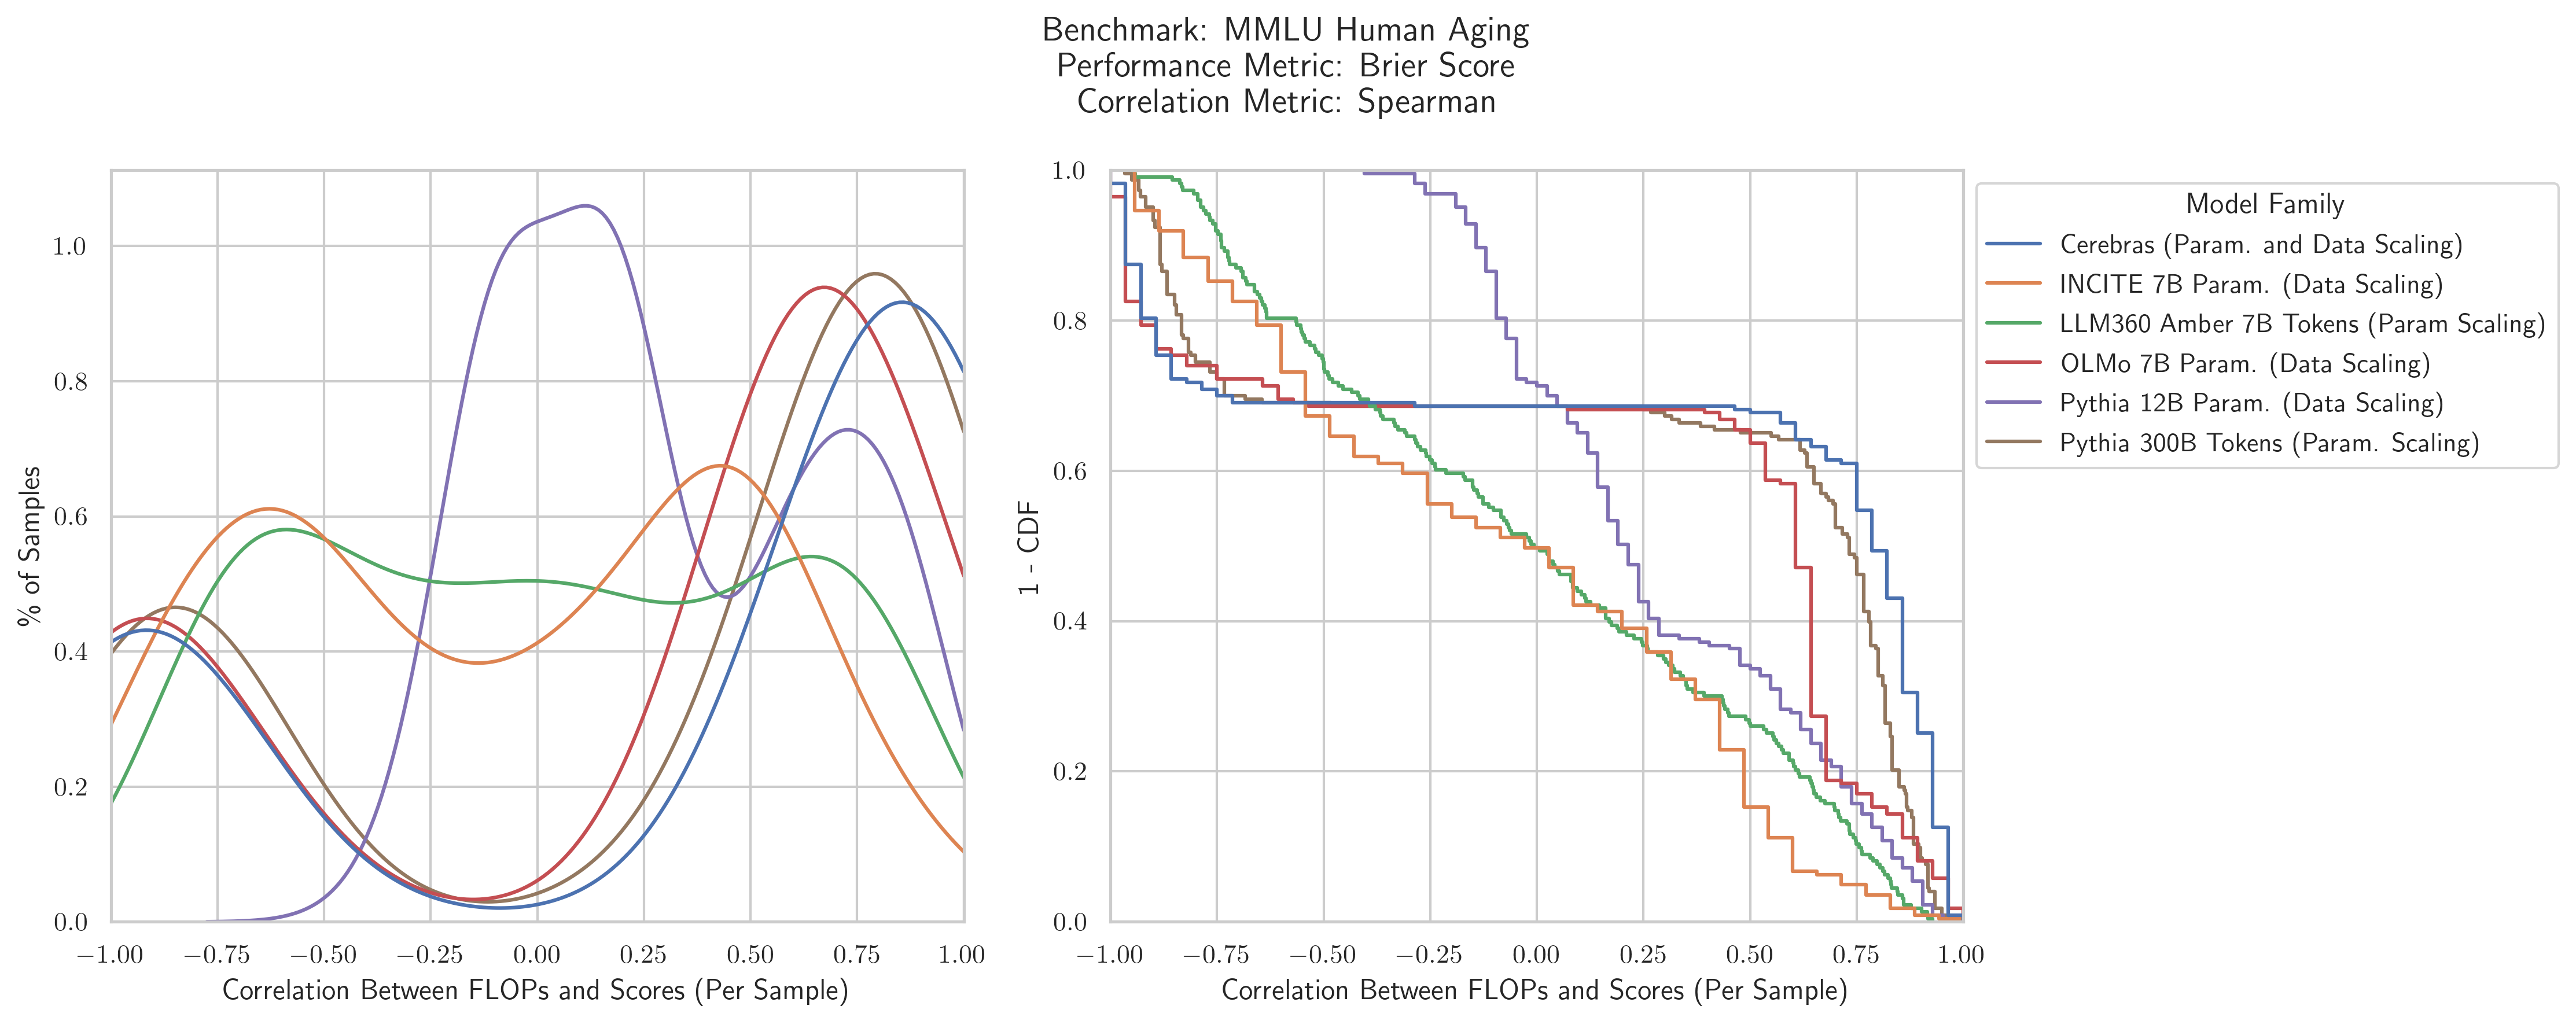 Benchmark: MMLU Human Aging
Performance Metric: Brier Score
Correlation Metric: Spearman
% of Samples
1.0
0.8
0.6
0.4
0.2
0.0
−1.00 −0.75 −0.50 −0.25 0.00 0.25 0.50 0.75 1.00
Correlation Between FLOPs and Scores (Per Sample)
1 - CDF
1.0
0.8
0.6
0.4
0.2
0.0
−1.00 −0.75 −0.50 −0.25 0.00 0.25 0.50 0.75 1.00
Correlation Between FLOPs and Scores (Per Sample)
Model Family
Cerebras (Param. and Data Scaling)
INCITE 7B Param. (Data Scaling)
LLM360 Amber 7B Tokens (Param Scaling)
OLMo 7B Param. (Data Scaling)
Pythia 12B Param. (Data Scaling)
Pythia 300B Tokens (Param. Scaling)